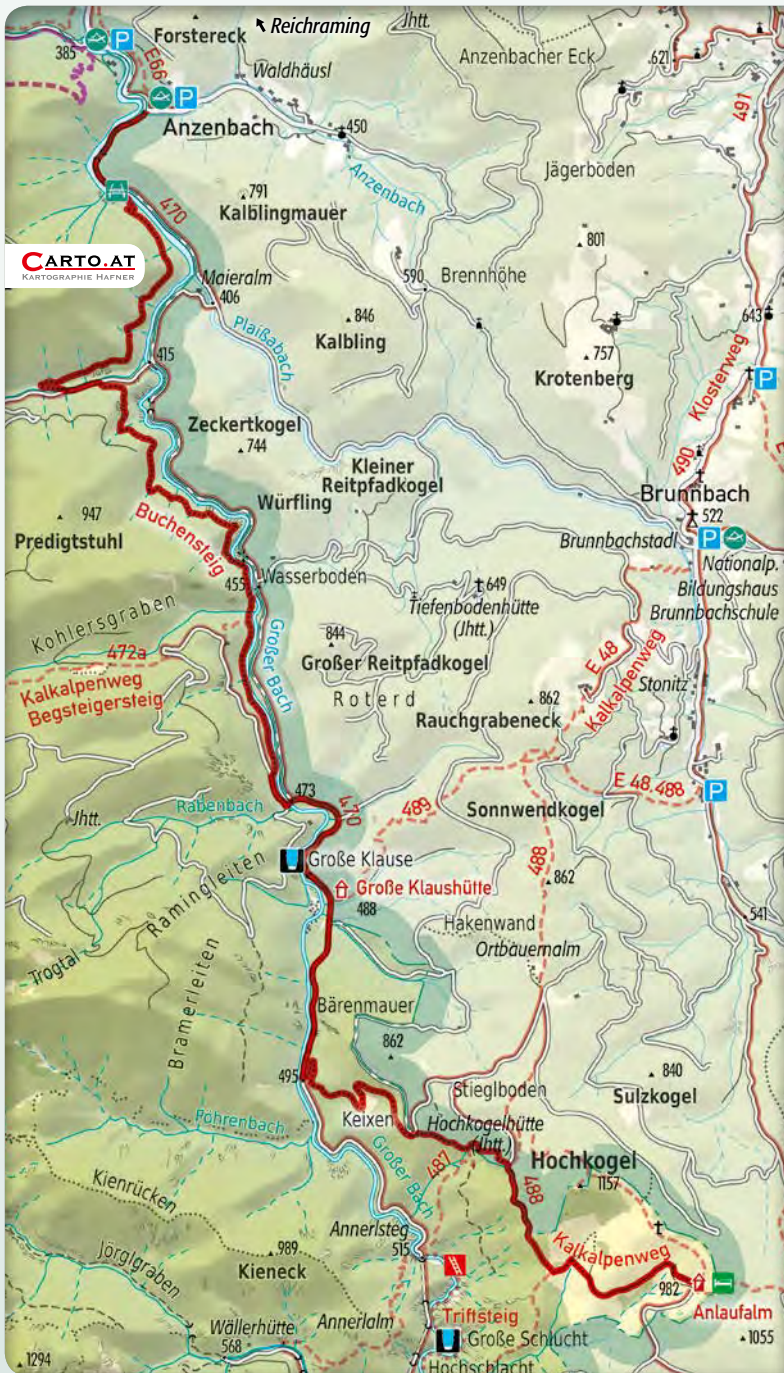 Reichraming
Jhtt.
Forstereck
385
P
E66
Anzenbacher Eck
.621
Waldhäusl
P
Anzenbach
450
491
Anzenbach
Jägerböden
791
Kalblingmauer
470
801
CARTO.AT
KARTOGRAPHIE HAFNER
Maieralm
406
590
Brennhöhe
643
Plaißabach
846
Kalbling
757
Krotenberg
Klosterweg
P
415
Zeckertkogel
744
Kleiner
Reitpfadkogel
490
Würfling
Brunnbach
522
947
Predigtstuhl
Buchensteig
Brunnbachstadl
P
Nationalp.
Bildungshaus
Brunnbachschule
455
Wasserboden
649
Tiefenbodenhütte
(Jhtt.)
Kohlersgraben
Großer Bach
844
Großer Reitpfadkogel
E 48
Kalkalpenweg
472a
Kalkalpenweg
Begsteigersteig
Roterd
862
Rauchgrabeneck
Stonitz
473
470
489
Sonnwendkogel
E 48.488
P
Rabenbach
Jhtt.
Große Klause
488
862
Ramingleiten
Große Klaushütte
488
Hakenwand
Ortbauernalm
541
Trogtal
Bramerleiten
Bärenmauer
862
840
Sulzkogel
495
Stieglboden
Keixen
Hochkogelhütte
(Jhtt.)
Föhrenbach
Großer Bach
487
Hochkogel
488
1157
Kienrücken
Annerlsteg
515
Kalkalpenweg
Jörglgraben
989
Kieneck
982
Anlaufalm
Triftsteig
Annerlalm
Wällerhütte
568
Große Schlucht
1055
1294
Hochschlacht